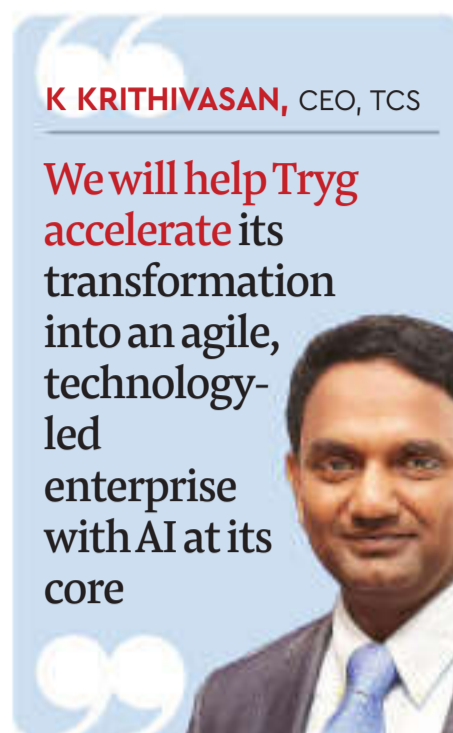 K KRITHIVASAN, CEO, TCS
We will help Tryg
accelerate its
transformation
into an agile,
technology-
led
enterprise
with AI at its
core